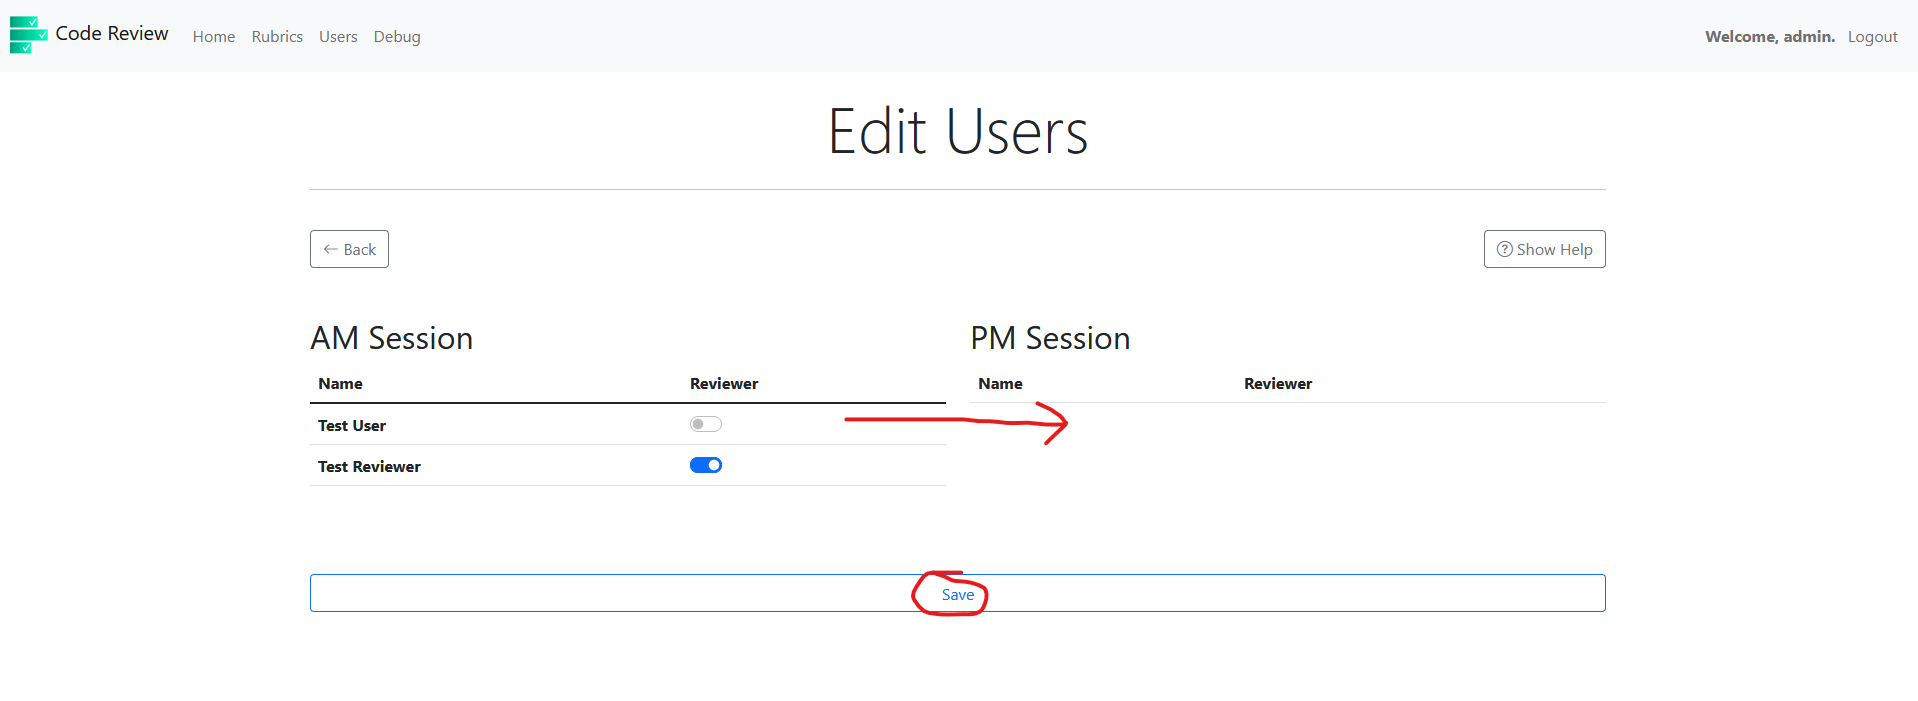 Code Review Home Rubrics Users Debug Welcome, admin. Logout
Edit Users
← Back
Show Help
AM Session
Name Reviewer
Test User
Test Reviewer
PM Session
Name Reviewer
Save